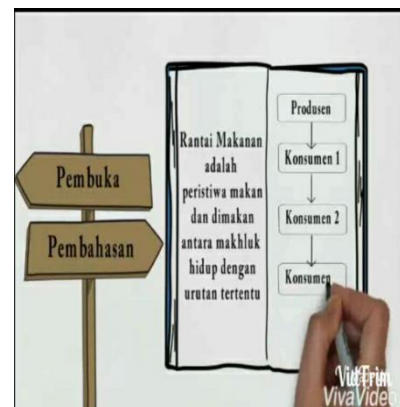 Pembuka
Pembahasan
Rantai Makanan
adalah
peristiwa makan
dan dimakan
antara makhluk
hidup dengan
urutan tertentu
Produsen
Konsumen 1
Konsumen 2
Konsumen
VivaVideo